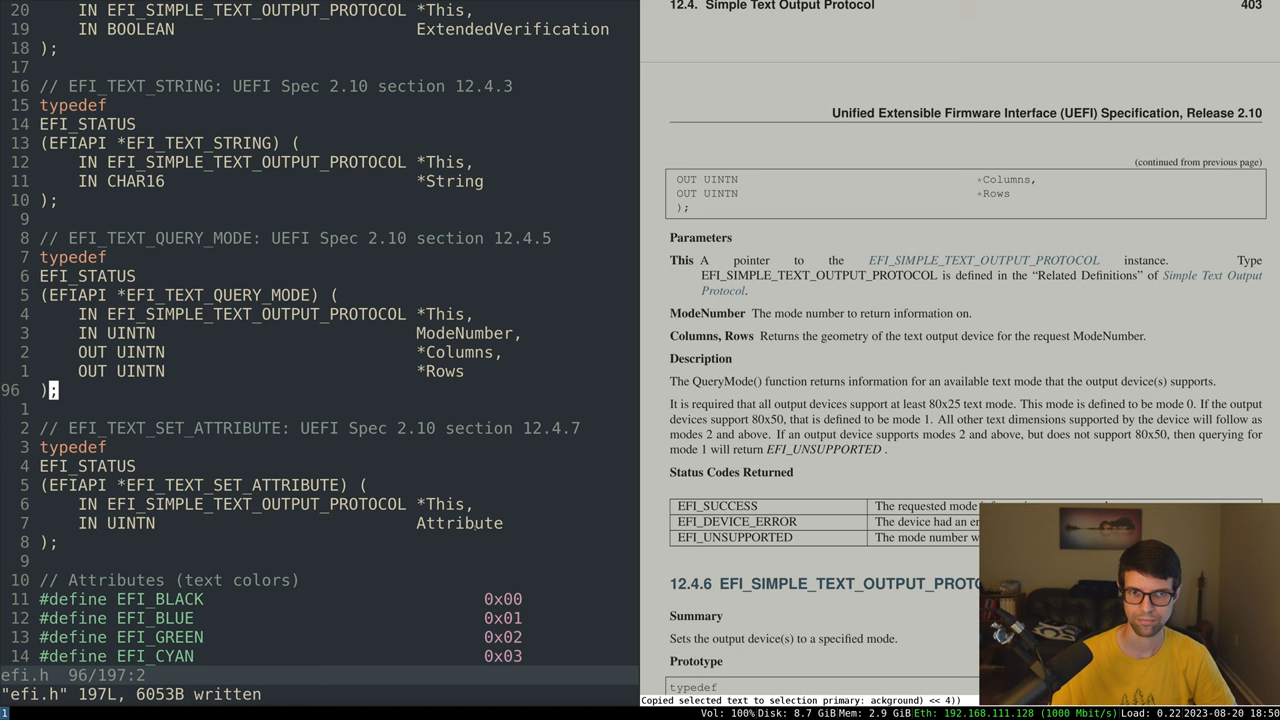 20     IN EFI_SIMPLE_TEXT_OUTPUT_PROTOCOL *This,
19     IN BOOLEAN                         ExtendedVerification
18 );
17
16 // EFI_TEXT_STRING: UEFI Spec 2.10 section 12.4.3
15 typedef
14 EFI_STATUS
13 (EFIAPI *EFI_TEXT_STRING) (
12     IN EFI_SIMPLE_TEXT_OUTPUT_PROTOCOL *This,
11     IN CHAR16                          *String
10 );
9
8 // EFI_TEXT_QUERY_MODE: UEFI Spec 2.10 section 12.4.5
7 typedef
6 EFI_STATUS
5 (EFIAPI *EFI_TEXT_QUERY_MODE) (
4     IN EFI_SIMPLE_TEXT_OUTPUT_PROTOCOL *This,
3     IN UINTN                           ModeNumber,
2     OUT UINTN                          *Columns,
1     OUT UINTN                          *Rows
96 );
1
2 // EFI_TEXT_SET_ATTRIBUTE: UEFI Spec 2.10 section 12.4.7
3 typedef
4 EFI_STATUS
5 (EFIAPI *EFI_TEXT_SET_ATTRIBUTE) (
6     IN EFI_SIMPLE_TEXT_OUTPUT_PROTOCOL *This,
7     IN UINTN                           Attribute
8 );
9
10 // Attributes (text colors)
11 #define EFI_BLACK                             0x00
12 #define EFI_BLUE                              0x01
13 #define EFI_GREEN                             0x02
14 #define EFI_CYAN                              0x03
efi.h  96/197:2
"efi.h" 197L, 6053B written
12.4. Simple Text Output Protocol 403
Unified Extensible Firmware Interface (UEFI) Specification, Release 2.10
(continued from previous page)
OUT UINTN *Columns,
OUT UINTN *Rows
);
Parameters
This A pointer to the EFI_SIMPLE_TEXT_OUTPUT_PROTOCOL instance. Type
EFI_SIMPLE_TEXT_OUTPUT_PROTOCOL is defined in the “Related Definitions” of Simple Text Output
Protocol.
ModeNumber The mode number to return information on.
Columns, Rows Returns the geometry of the text output device for the request ModeNumber.
Description
The QueryMode() function returns information for an available text mode that the output device(s) supports.
It is required that all output devices support at least 80x25 text mode. This mode is defined to be mode 0. If the output
devices support 80x50, that is defined to be mode 1. All other text dimensions supported by the device will follow as
modes 2 and above. If an output device supports modes 2 and above, but does not support 80x50, then querying for
mode 1 will return EFI_UNSUPPORTED .
Status Codes Returned
EFI_SUCCESS The requested mode
EFI_DEVICE_ERROR The device had an
EFI_UNSUPPORTED The mode number
12.4.6 EFI_SIMPLE_TEXT_OUTPUT_
Summary
Sets the output device(s) to a specified mode.
Prototype
typedef
Copied selected text to selection primary: ackground) << 4))
1 Vol: 100% Disk: 8.7 GiB Mem: 2.9 GiB Eth: 192.168.111.128 (1000 Mbit/s) Load: 0.22 2023-08-20 18:50